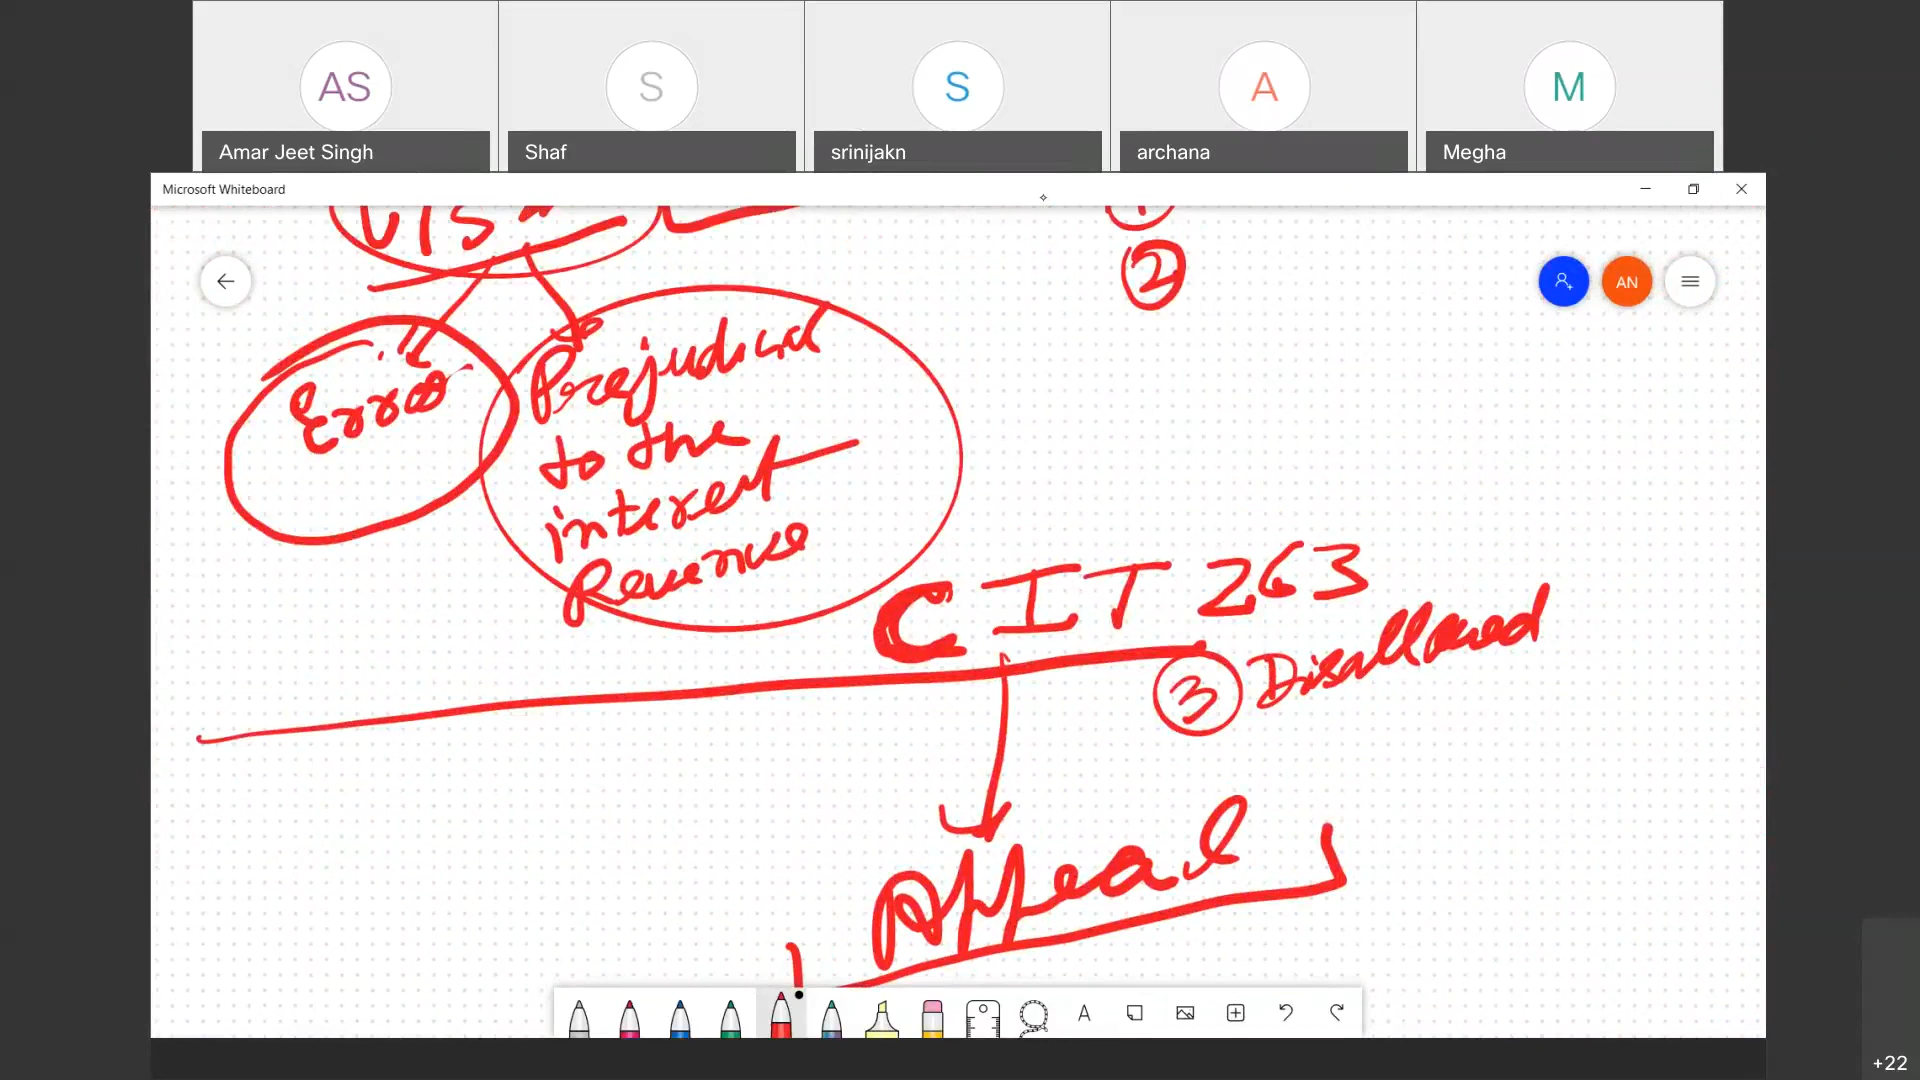 AS
S
S
A
M
Amar Jeet Singh
Shaf
srinijakn
archana
Megha
Microsoft Whiteboard
②
AN
Error
Prejudicial
to the
interest
Revenue
CIT 263
③ Disallowed
Appeal
A
+22